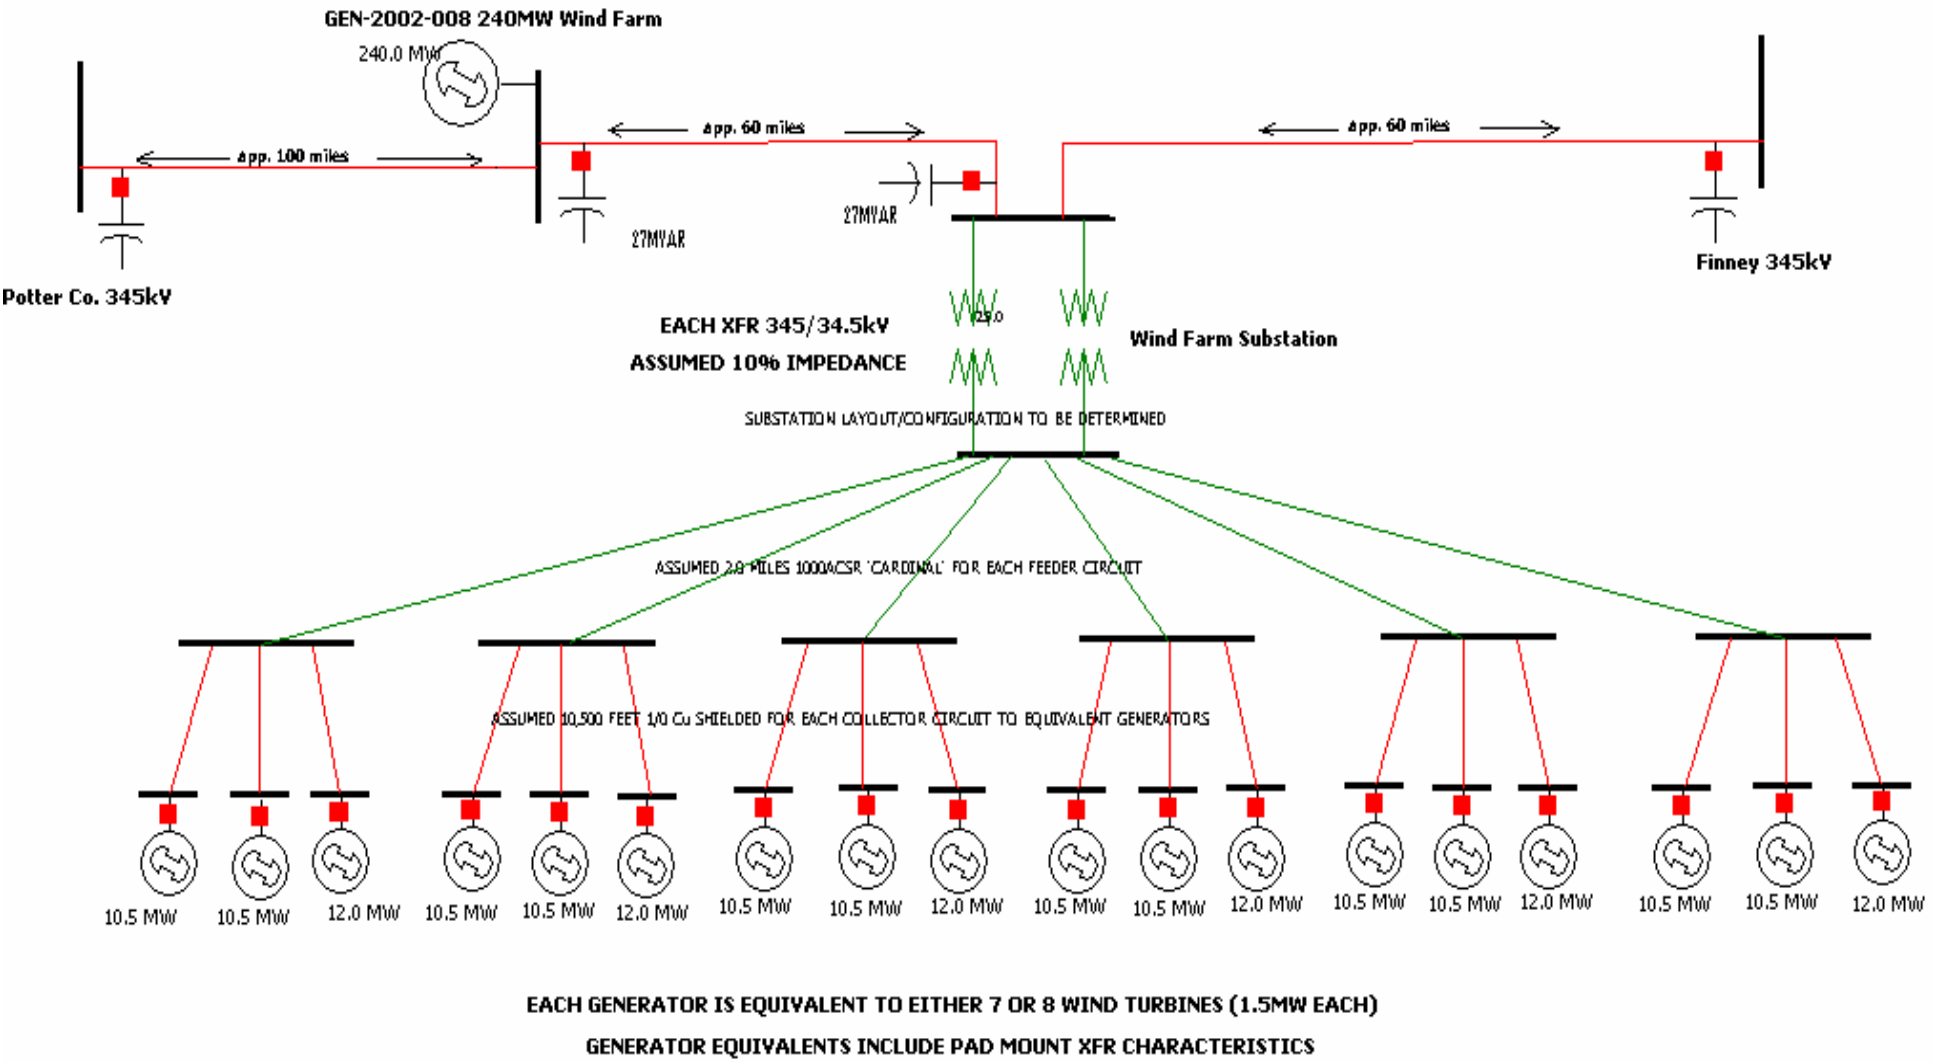 GEN-2002-008 240MW Wind Farm
240.0 MW
app. 100 miles
app. 60 miles
app. 60 miles
27MVAR
27MVAR
Potter Co. 345kV
Finney 345kV
EACH XFR 345/34.5kV
ASSUMED 10% IMPEDANCE
Wind Farm Substation
SUBSTATION LAYOUT/CONFIGURATION TO BE DETERMINED
ASSUMED 2.0 MILES 1000ACSR 'CARDINAL' FOR EACH FEEDER CIRCUIT
ASSUMED 10,500 FEET 1/0 Cu SHIELDED FOR EACH COLLECTOR CIRCUIT TO EQUIVALENT GENERATORS
10.5 MW
10.5 MW
12.0 MW
10.5 MW
10.5 MW
12.0 MW
10.5 MW
10.5 MW
12.0 MW
10.5 MW
10.5 MW
12.0 MW
10.5 MW
10.5 MW
12.0 MW
10.5 MW
10.5 MW
12.0 MW
EACH GENERATOR IS EQUIVALENT TO EITHER 7 OR 8 WIND TURBINES (1.5MW EACH)
GENERATOR EQUIVALENTS INCLUDE PAD MOUNT XFR CHARACTERISTICS